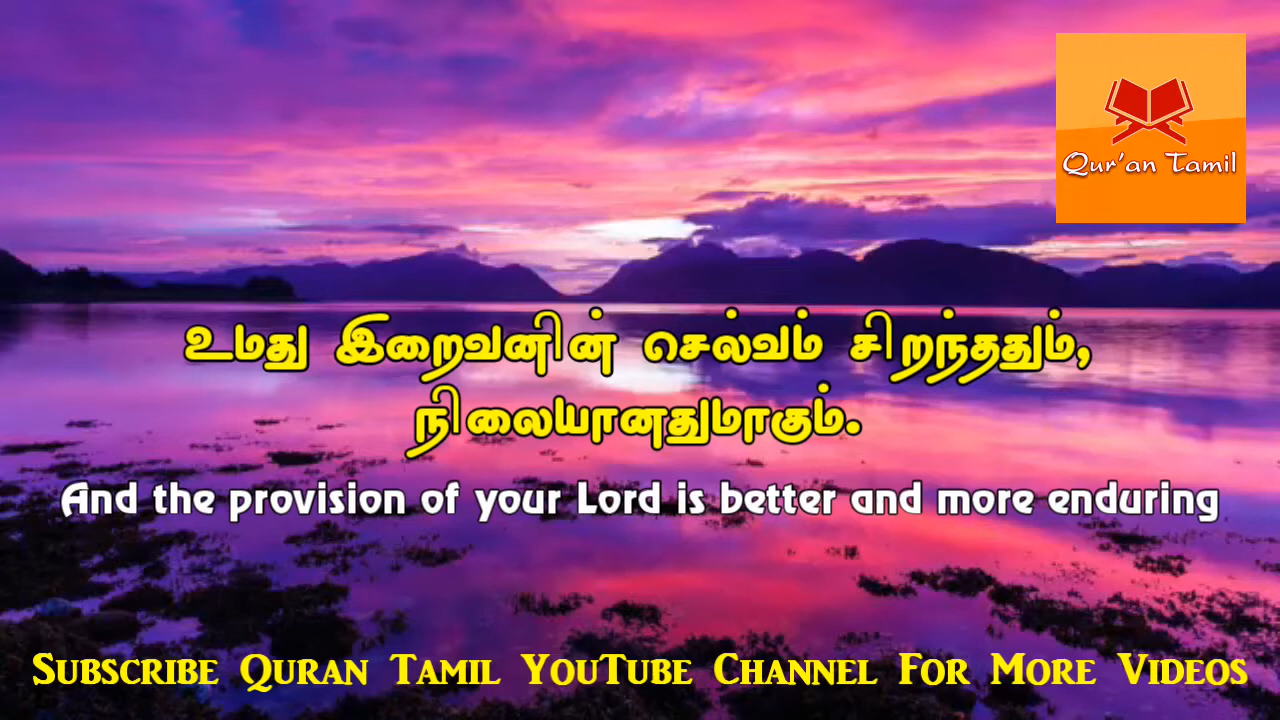 Qur'an Tamil
உமது இறைவனின் செல்வம் சிறந்ததும்,
நிலையானதுமாகும்.
And the provision of your Lord is better and more enduring
Subscribe Quran Tamil YouTube Channel For More Videos